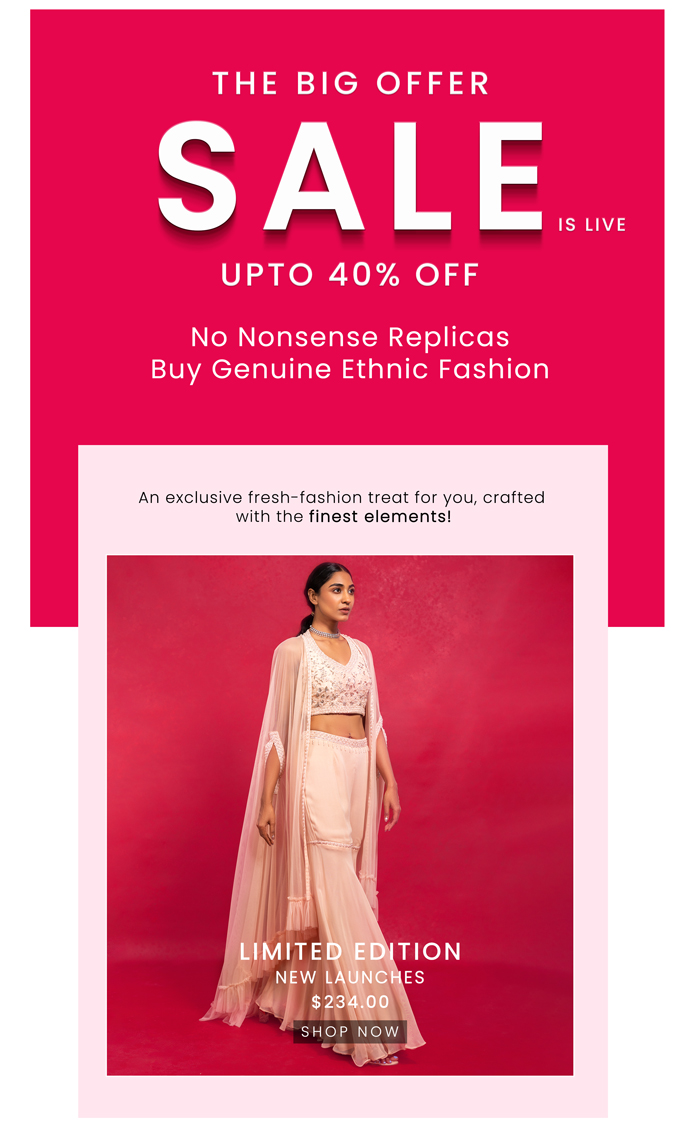 THE BIG OFFER
SALE IS LIVE
UPTO 40% OFF
No Nonsense Replicas
Buy Genuine Ethnic Fashion
An exclusive fresh-fashion treat for you, crafted
with the finest elements!
LIMITED EDITION
NEW LAUNCHES
$234.00
SHOP NOW